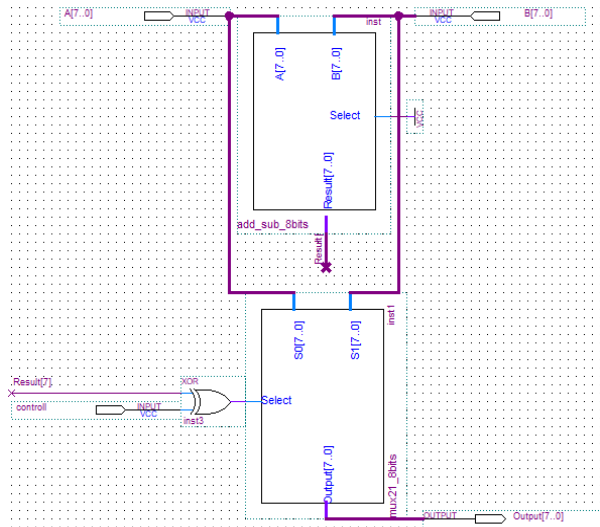 A[7..0]
INPUT
VCC
INPUT
VCC
B[7..0]
inst
A[7..0]
B[7..0]
Select
VCC
Result[7..0]
add_sub_8bits
inst1
S0[7..0]
S1[7..0]
Result[7]
XOR
controll
INPUT
VCC
Select
inst3
Output[7..0]
mux21_8bits
OUTPUT
Output[7..0]